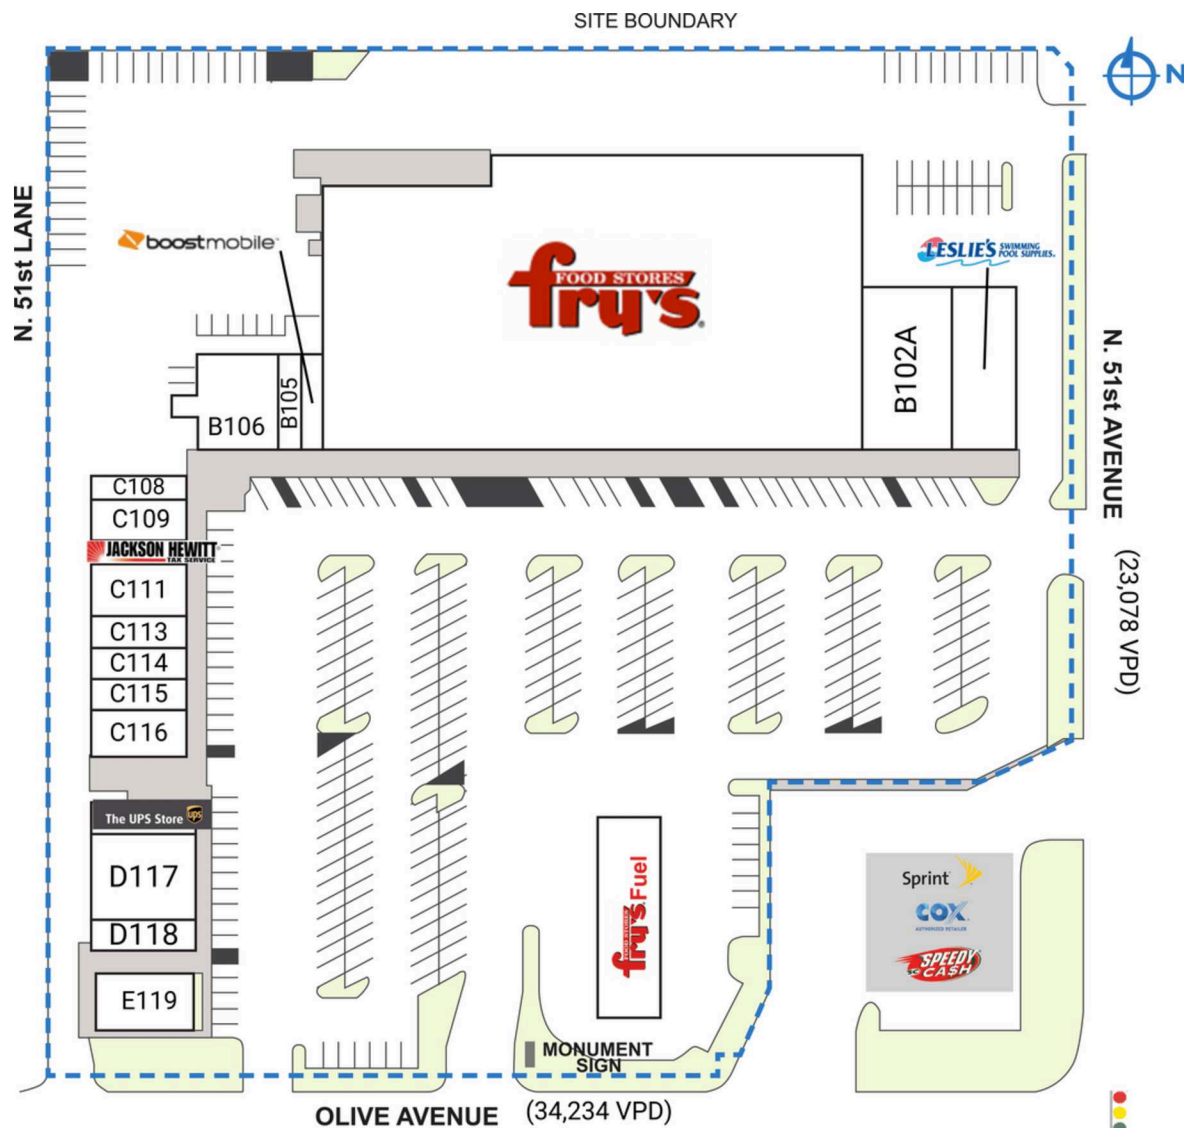 SITE BOUNDARY
N
N. 51st LANE
boostmobile
FOOD STORES
fry's
LESLIE'S SWIMMING
POOL SUPPLIES.
B102A
N. 51st AVENUE
(23,078 VPD)
B106
B105
C108
C109
JACKSON HEWITT
TAX SERVICE
C111
C113
C114
C115
C116
The UPS Store ups
D117
D118
E119
FOOD STORES
fry's Fuel
Sprint
COX
AUTHORIZED RETAILER
SPEEDY
CASH
MONUMENT
SIGN
OLIVE AVENUE (34,234 VPD)